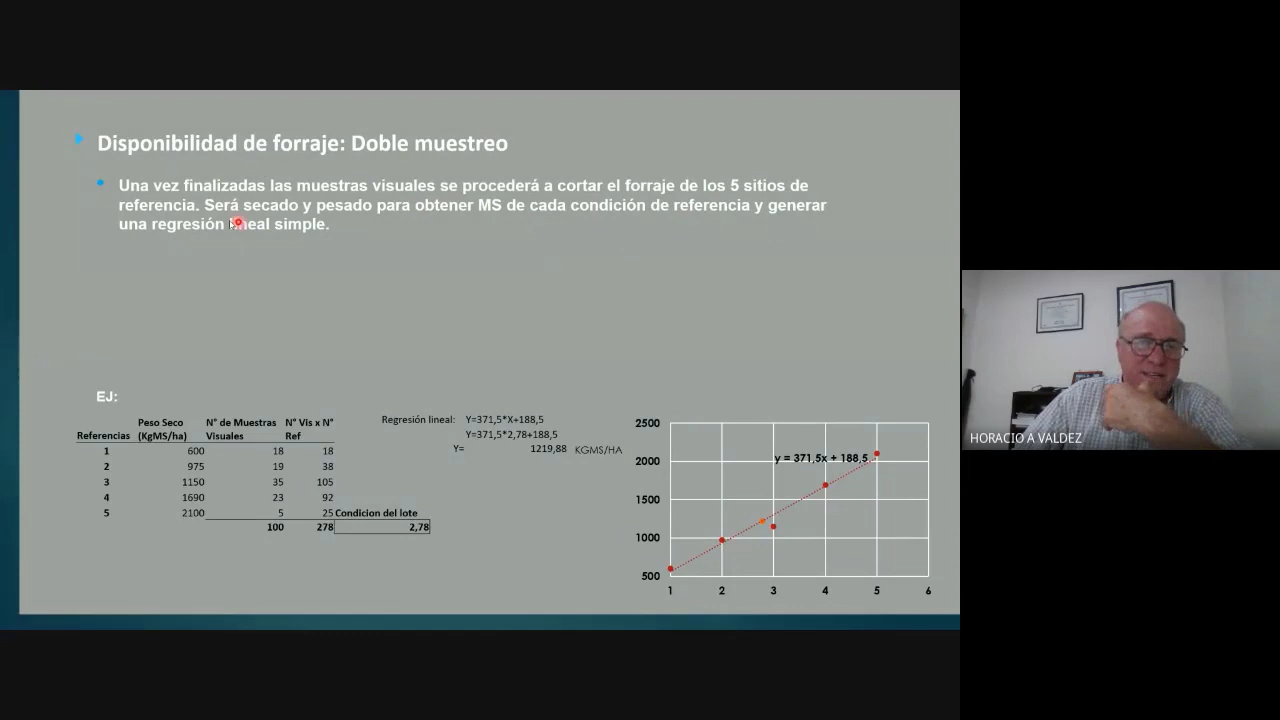 Disponibilidad de forraje: Doble muestreo
Una vez finalizadas las muestras visuales se procederá a cortar el forraje de los 5 sitios de
referencia. Será secado y pesado para obtener MS de cada condición de referencia y generar
una regresión lineal simple.
EJ:
Peso Seco N° de Muestras N° Vis x N°
Referencias (KgMS/ha) Visuales Ref
1 600 18 18
2 975 19 38
3 1150 35 105
4 1690 23 92
5 2100 5 25 Condicion del lote
100 278 2,78
Regresión lineal: Y=371,5*X+188,5
Y=371,5*2,78+188,5
Y= 1219,88 KGMS/HA
2500
2000
1500
1000
500
y = 371,5x + 188,5
1 2 3 4 5 6
HORACIO A VALDEZ